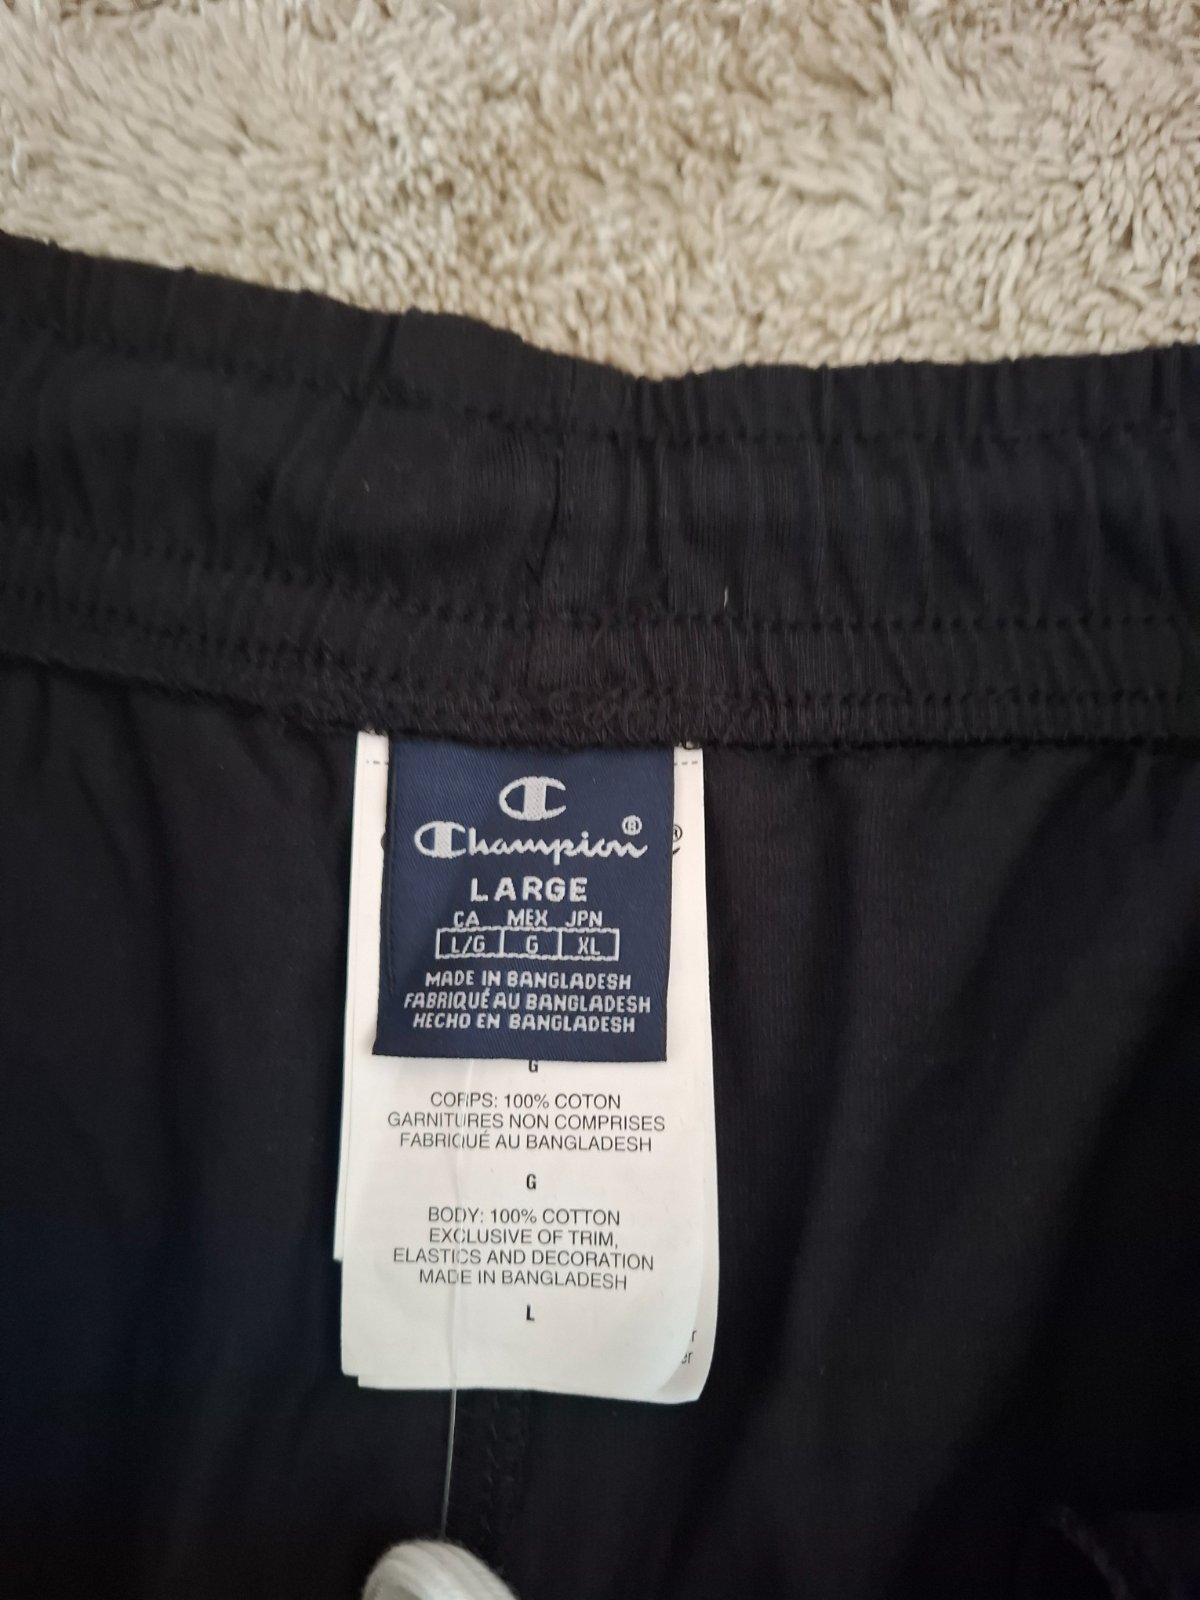 Champion®
LARGE
CA MEX JPN
L/G G XL
MADE IN BANGLADESH
FABRIQUÉ AU BANGLADESH
HECHO EN BANGLADESH
®
G
CORPS: 100% COTON
GARNITURES NON COMPRISES
FABRIQUÉ AU BANGLADESH
G
BODY: 100% COTTON
EXCLUSIVE OF TRIM,
ELASTICS AND DECORATION
MADE IN BANGLADESH
L